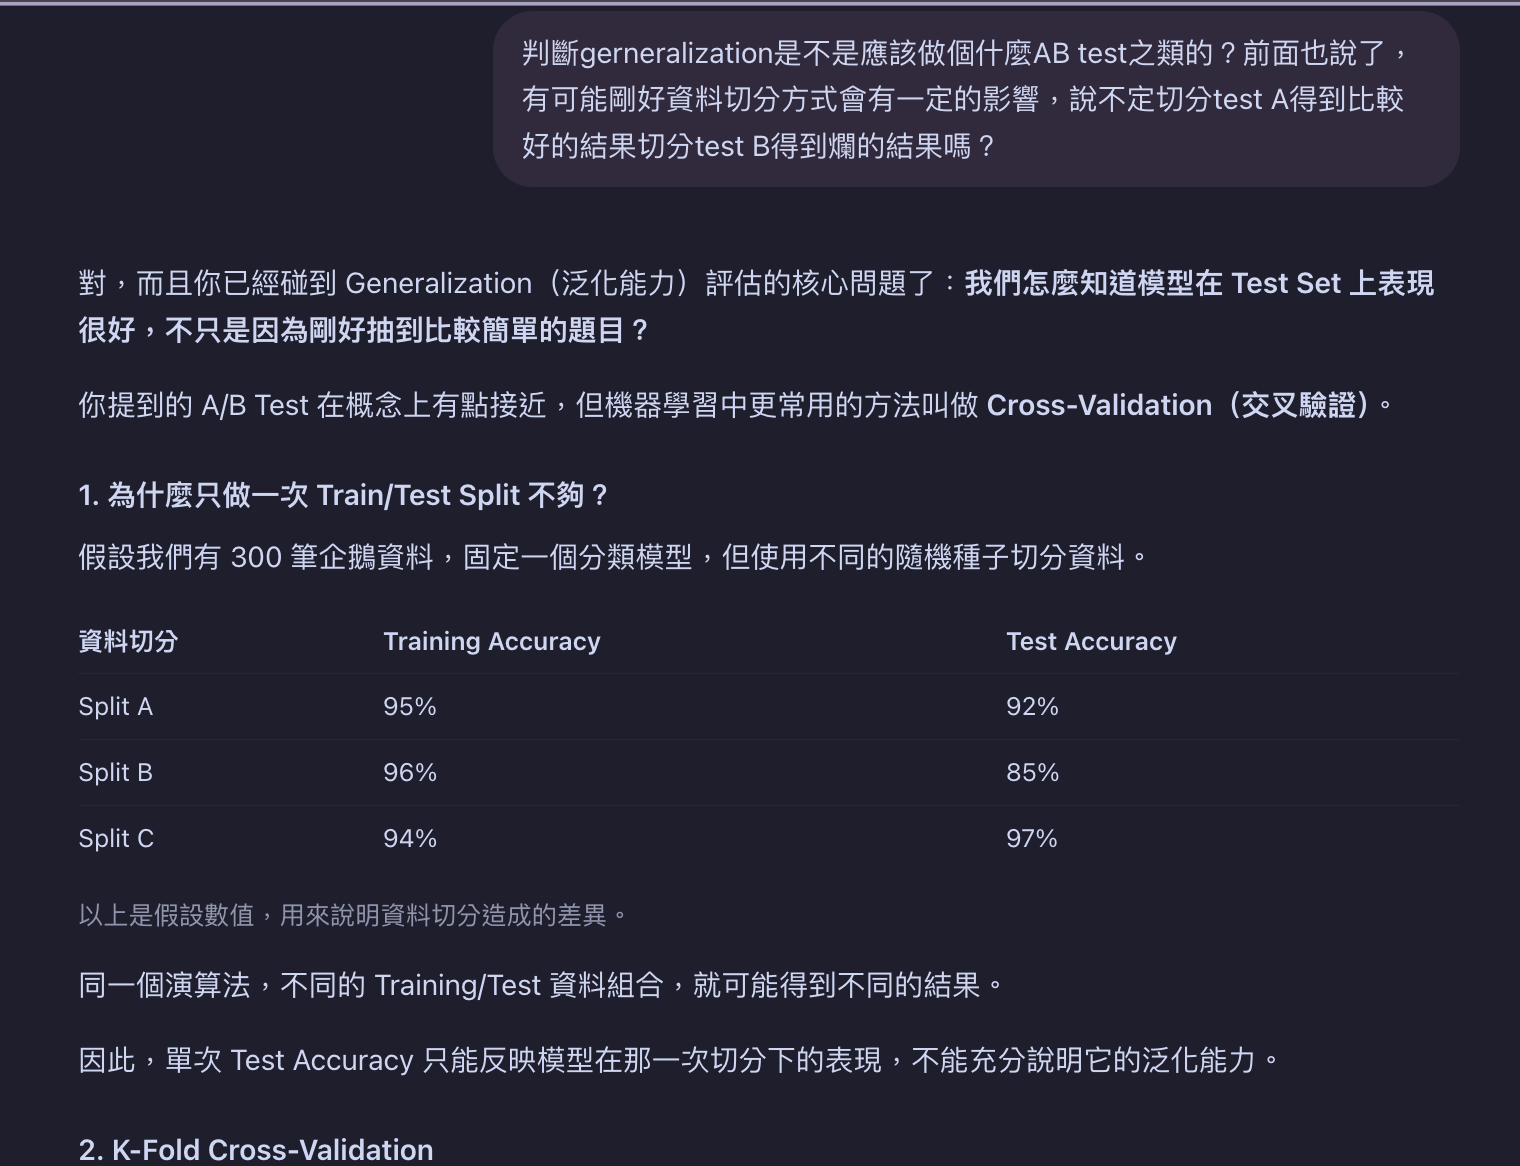 判斷gerneralization是不是應該做個什麼AB test之類的？前面也說了，
有可能剛好資料切分方式會有一定的影響，說不定切分test A得到比較
好的結果切分test B得到爛的結果嗎？
對，而且你已經碰到 Generalization（泛化能力）評估的核心問題了：我們怎麼知道模型在 Test Set 上表現
很好，不只是因為剛好抽到比較簡單的題目？
你提到的 A/B Test 在概念上有點接近，但機器學習中更常用的方法叫做 Cross-Validation（交叉驗證）。
1. 為什麼只做一次 Train/Test Split 不夠？
假設我們有 300 筆企鵝資料，固定一個分類模型，但使用不同的隨機種子切分資料。
資料切分 Training Accuracy Test Accuracy
Split A 95% 92%
Split B 96% 85%
Split C 94% 97%
以上是假設數值，用來說明資料切分造成的差異。
同一個演算法，不同的 Training/Test 資料組合，就可能得到不同的結果。
因此，單次 Test Accuracy 只能反映模型在那一次切分下的表現，不能充分說明它的泛化能力。
2. K-Fold Cross-Validation